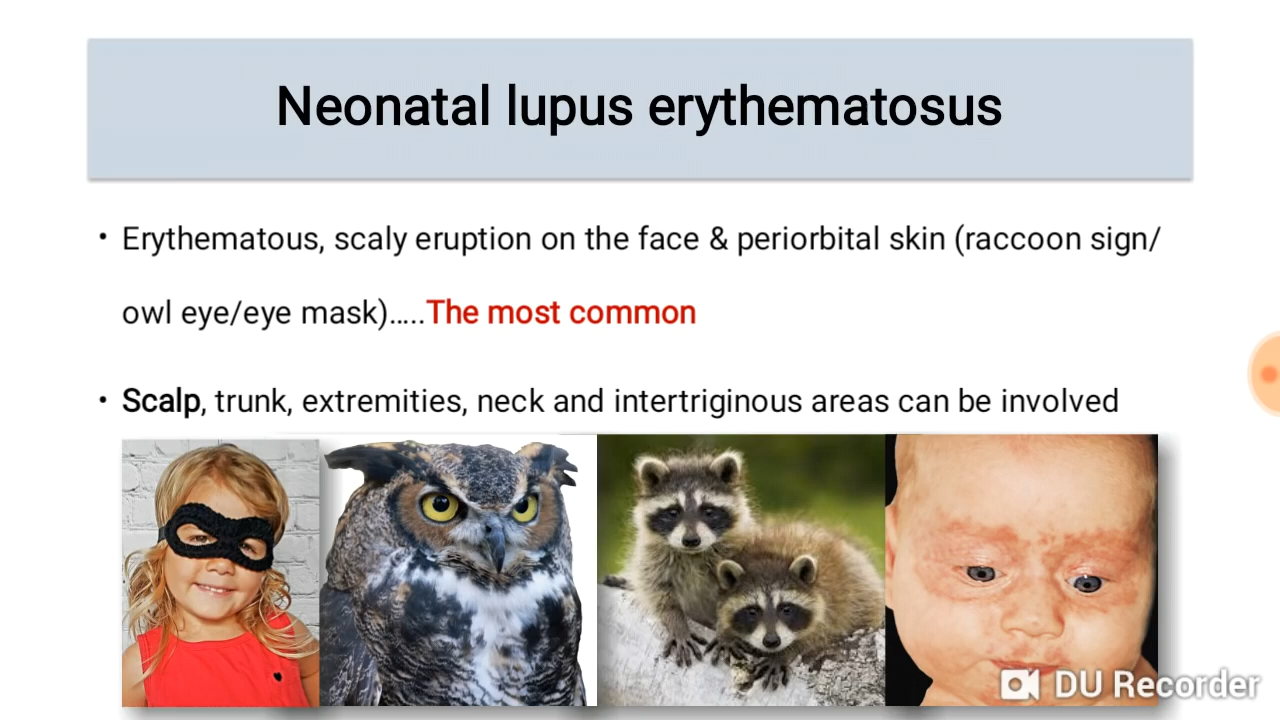 Neonatal lupus erythematosus
• Erythematous, scaly eruption on the face & periorbital skin (raccoon sign/
owl eye/eye mask).....The most common
• Scalp, trunk, extremities, neck and intertriginous areas can be involved
DU Recorder